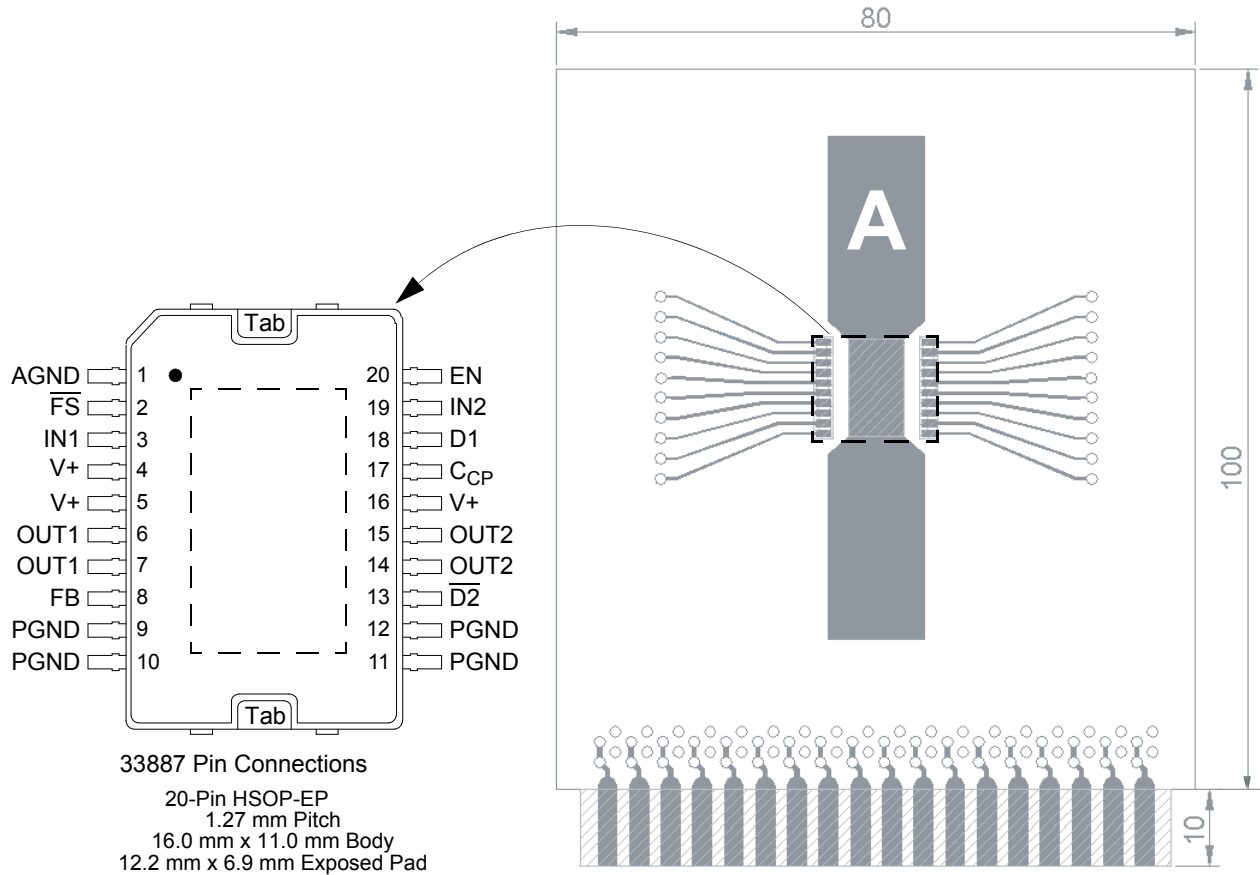 80
A
100
10
Tab
AGND 1 20 EN
FS 2 19 IN2
IN1 3 18 D1
V+ 4 17 CCP
V+ 5 16 V+
OUT1 6 15 OUT2
OUT1 7 14 OUT2
FB 8 13 D2
PGND 9 12 PGND
PGND 10 11 PGND
Tab
33887 Pin Connections
20-Pin HSOP-EP
1.27 mm Pitch
16.0 mm x 11.0 mm Body
12.2 mm x 6.9 mm Exposed Pad